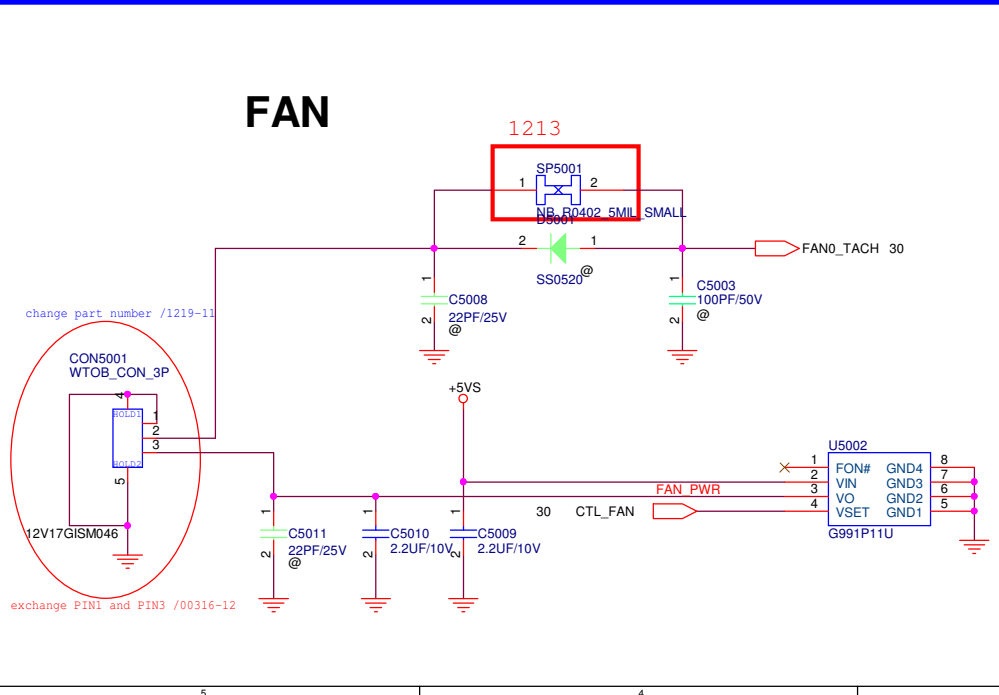 FAN
1213
SP5001
1 2
NB_R0402_5MIL_SMALL
D5001
2 1
FAN0_TACH 30
SS0520
@
1
C5008
22PF/25V
2
@
1
C5003
100PF/50V
2
@
change part number /1219-11
CON5001
WTOB_CON_3P
4
HOLD1
1
2
3
HOLD2
5
12V17GISM046
exchange PIN1 and PIN3 /00316-12
+5VS
1
C5011
22PF/25V
2
@
1
C5010
2.2UF/10V
2
1
C5009
2.2UF/10V
2
FAN_PWR
30 CTL_FAN
U5002
1 FON# GND4 8
2 VIN GND3 7
3 VO GND2 6
4 VSET GND1 5
G991P11U
5 4